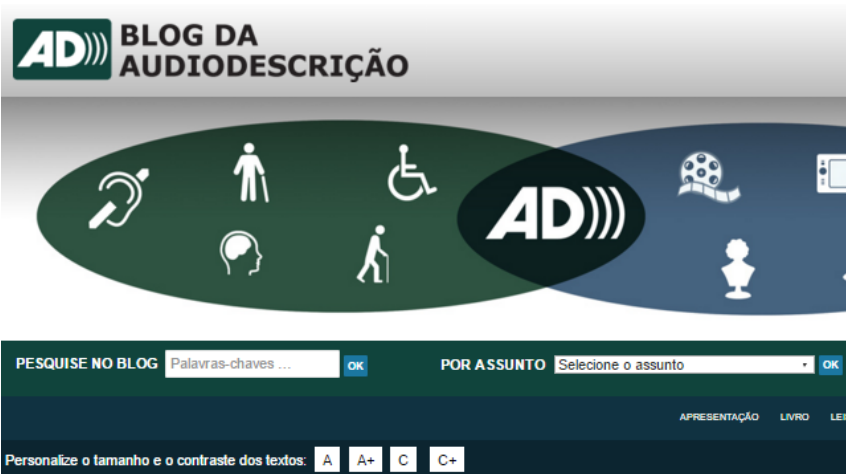 AD)))
BLOG DA
AUDIODESCRIÇÃO
AD)))
PESQUISE NO BLOG Palavras-chaves ... OK POR ASSUNTO Selecione o assunto OK
APRESENTAÇÃO LIVRO
Personalize o tamanho e o contraste dos textos: A A+ C C+